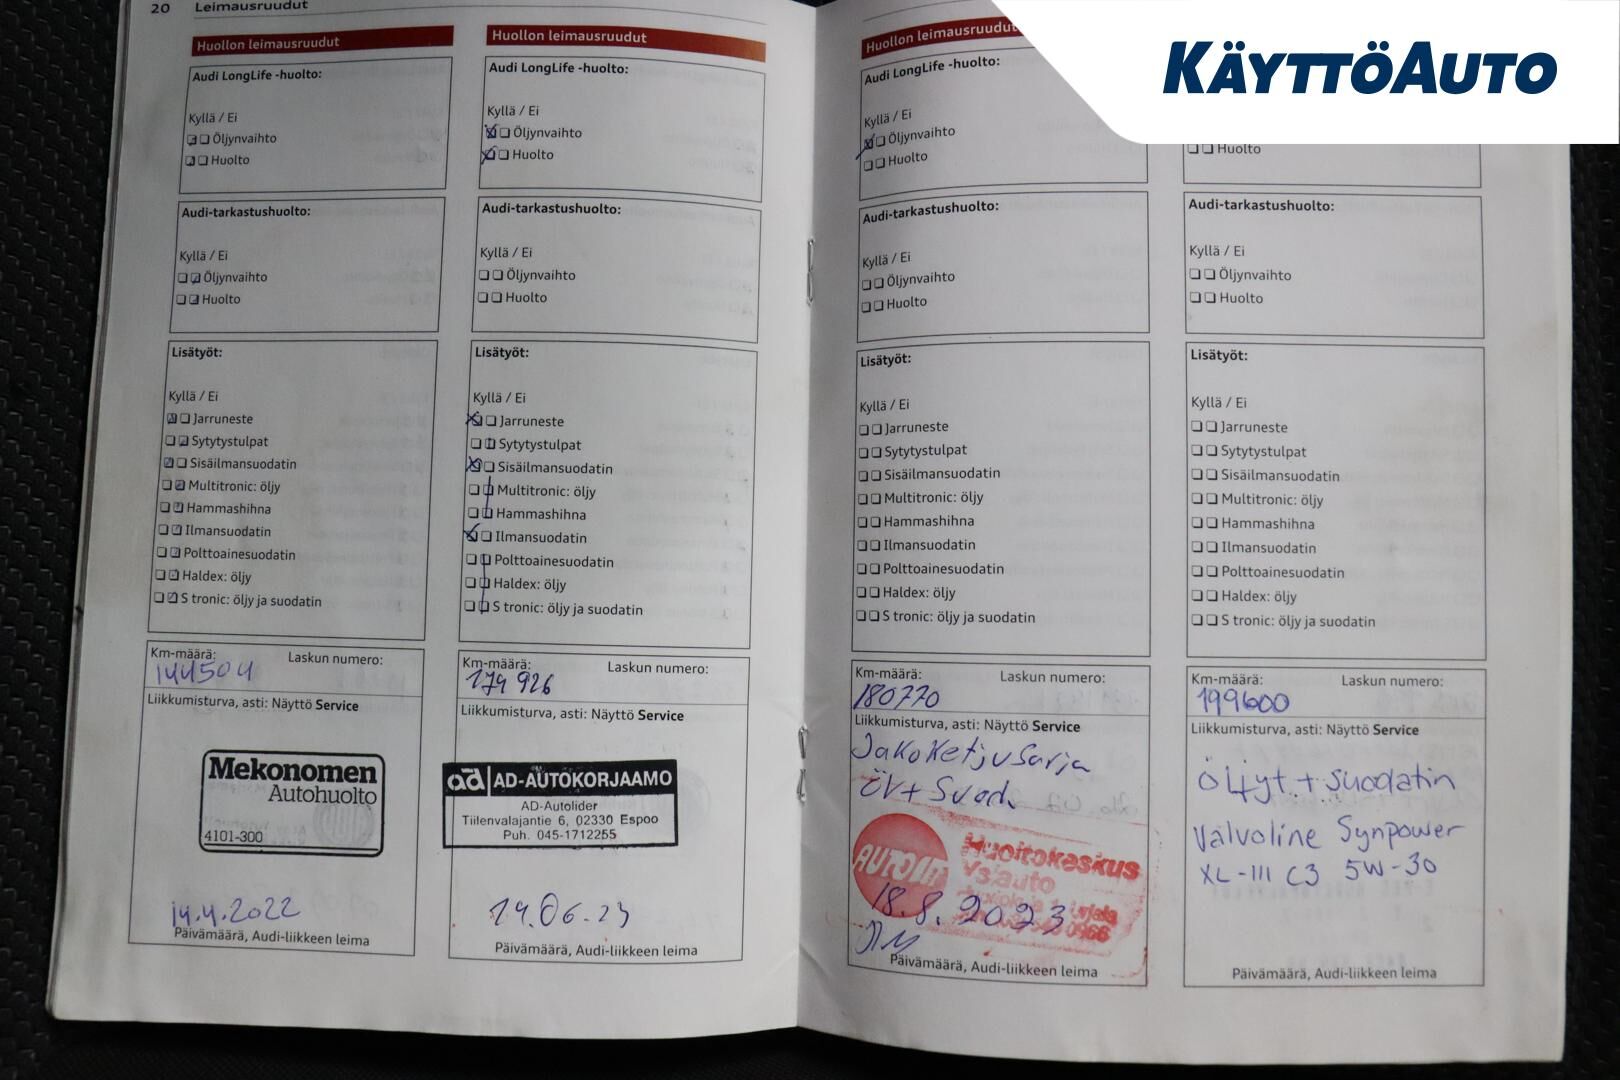 20 Leimausruudut
Huollon leimausruudut
Audi LongLife -huolto:
Kyllä / Ei
Öljynvaihto
Huolto
Audi-tarkastushuolto:
Kyllä / Ei
Öljynvaihto
Huolto
Lisätyöt:
Kyllä / Ei
Jarruneste
Sytytystulpat
Sisäilmansuodatin
Multitronic: öljy
Hammashihna
Ilmansuodatin
Polttoainesuodatin
Haldex: öljy
S tronic: öljy ja suodatin
Km-määrä: Laskun numero:
144504
Liikkumisturva, asti: Näyttö Service
Mekonomen
Autohuolto
4101-300
14.4.2022
Päivämäärä, Audi-liikkeen leima
Huollon leimausruudut
Audi LongLife -huolto:
Kyllä / Ei
Öljynvaihto
Huolto
Audi-tarkastushuolto:
Kyllä / Ei
Öljynvaihto
Huolto
Lisätyöt:
Kyllä / Ei
Jarruneste
Sytytystulpat
Sisäilmansuodatin
Multitronic: öljy
Hammashihna
Ilmansuodatin
Polttoainesuodatin
Haldex: öljy
S tronic: öljy ja suodatin
Km-määrä: Laskun numero:
179 926
Liikkumisturva, asti: Näyttö Service
ad AD-AUTOKORJAAMO
AD-Autolider
Tiilenvalajantie 6, 02330 Espoo
Puh. 045-1712255
19.06.23
Päivämäärä, Audi-liikkeen leima
Huollon leimausruudut
Audi LongLife -huolto:
Kyllä / Ei
Öljynvaihto
Huolto
Audi-tarkastushuolto:
Kyllä / Ei
Öljynvaihto
Huolto
Lisätyöt:
Kyllä / Ei
Jarruneste
Sytytystulpat
Sisäilmansuodatin
Multitronic: öljy
Hammashihna
Ilmansuodatin
Polttoainesuodatin
Haldex: öljy
S tronic: öljy ja suodatin
Km-määrä: Laskun numero:
180770
Liikkumisturva, asti: Näyttö Service
Jakoketjusarja
öv+ Suod.
Huoltokeskus
Vs:auto
18.8.2023
Päivämäärä, Audi-liikkeen leima
KÄYTTÖAUTO
Huolto
Audi-tarkastushuolto:
Kyllä / Ei
Öljynvaihto
Huolto
Lisätyöt:
Kyllä / Ei
Jarruneste
Sytytystulpat
Sisäilmansuodatin
Multitronic: öljy
Hammashihna
Ilmansuodatin
Polttoainesuodatin
Haldex: öljy
S tronic: öljy ja suodatin
Km-määrä: Laskun numero:
199600
Liikkumisturva, asti: Näyttö Service
Öljyt + suodatin
Valvoline Synpower
XL-III C3 5W-30
Päivämäärä, Audi-liikkeen leima